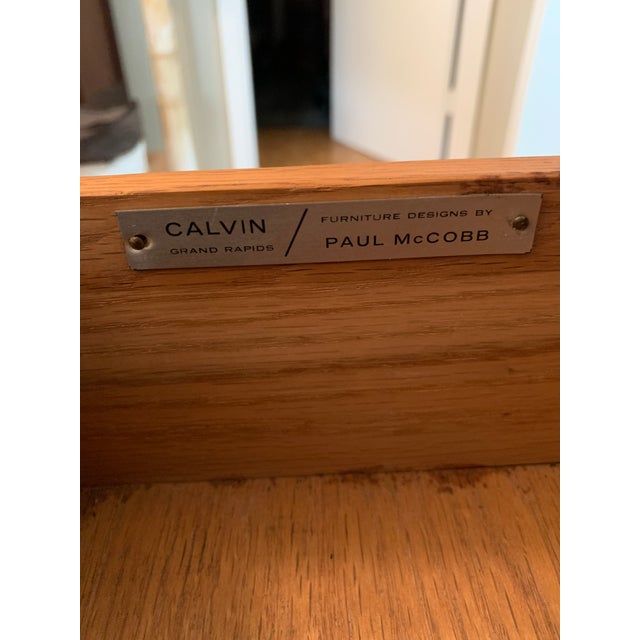 CALVIN
GRAND RAPIDS
/
FURNITURE DESIGNS BY
PAUL McCOBB